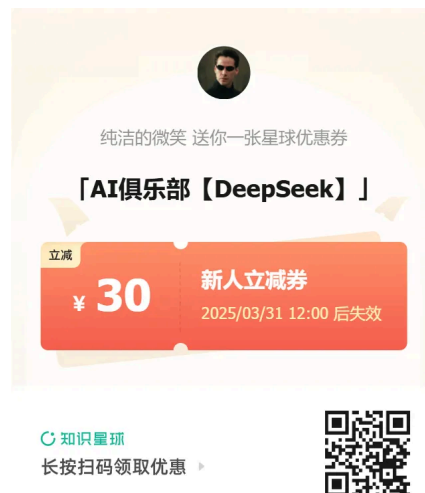 纯洁的微笑 送你一张星球优惠券
「AI俱乐部【DeepSeek】」
立减
¥ 30
新人立减券
2025/03/31 12:00 后失效
知识星球
长按扫码领取优惠